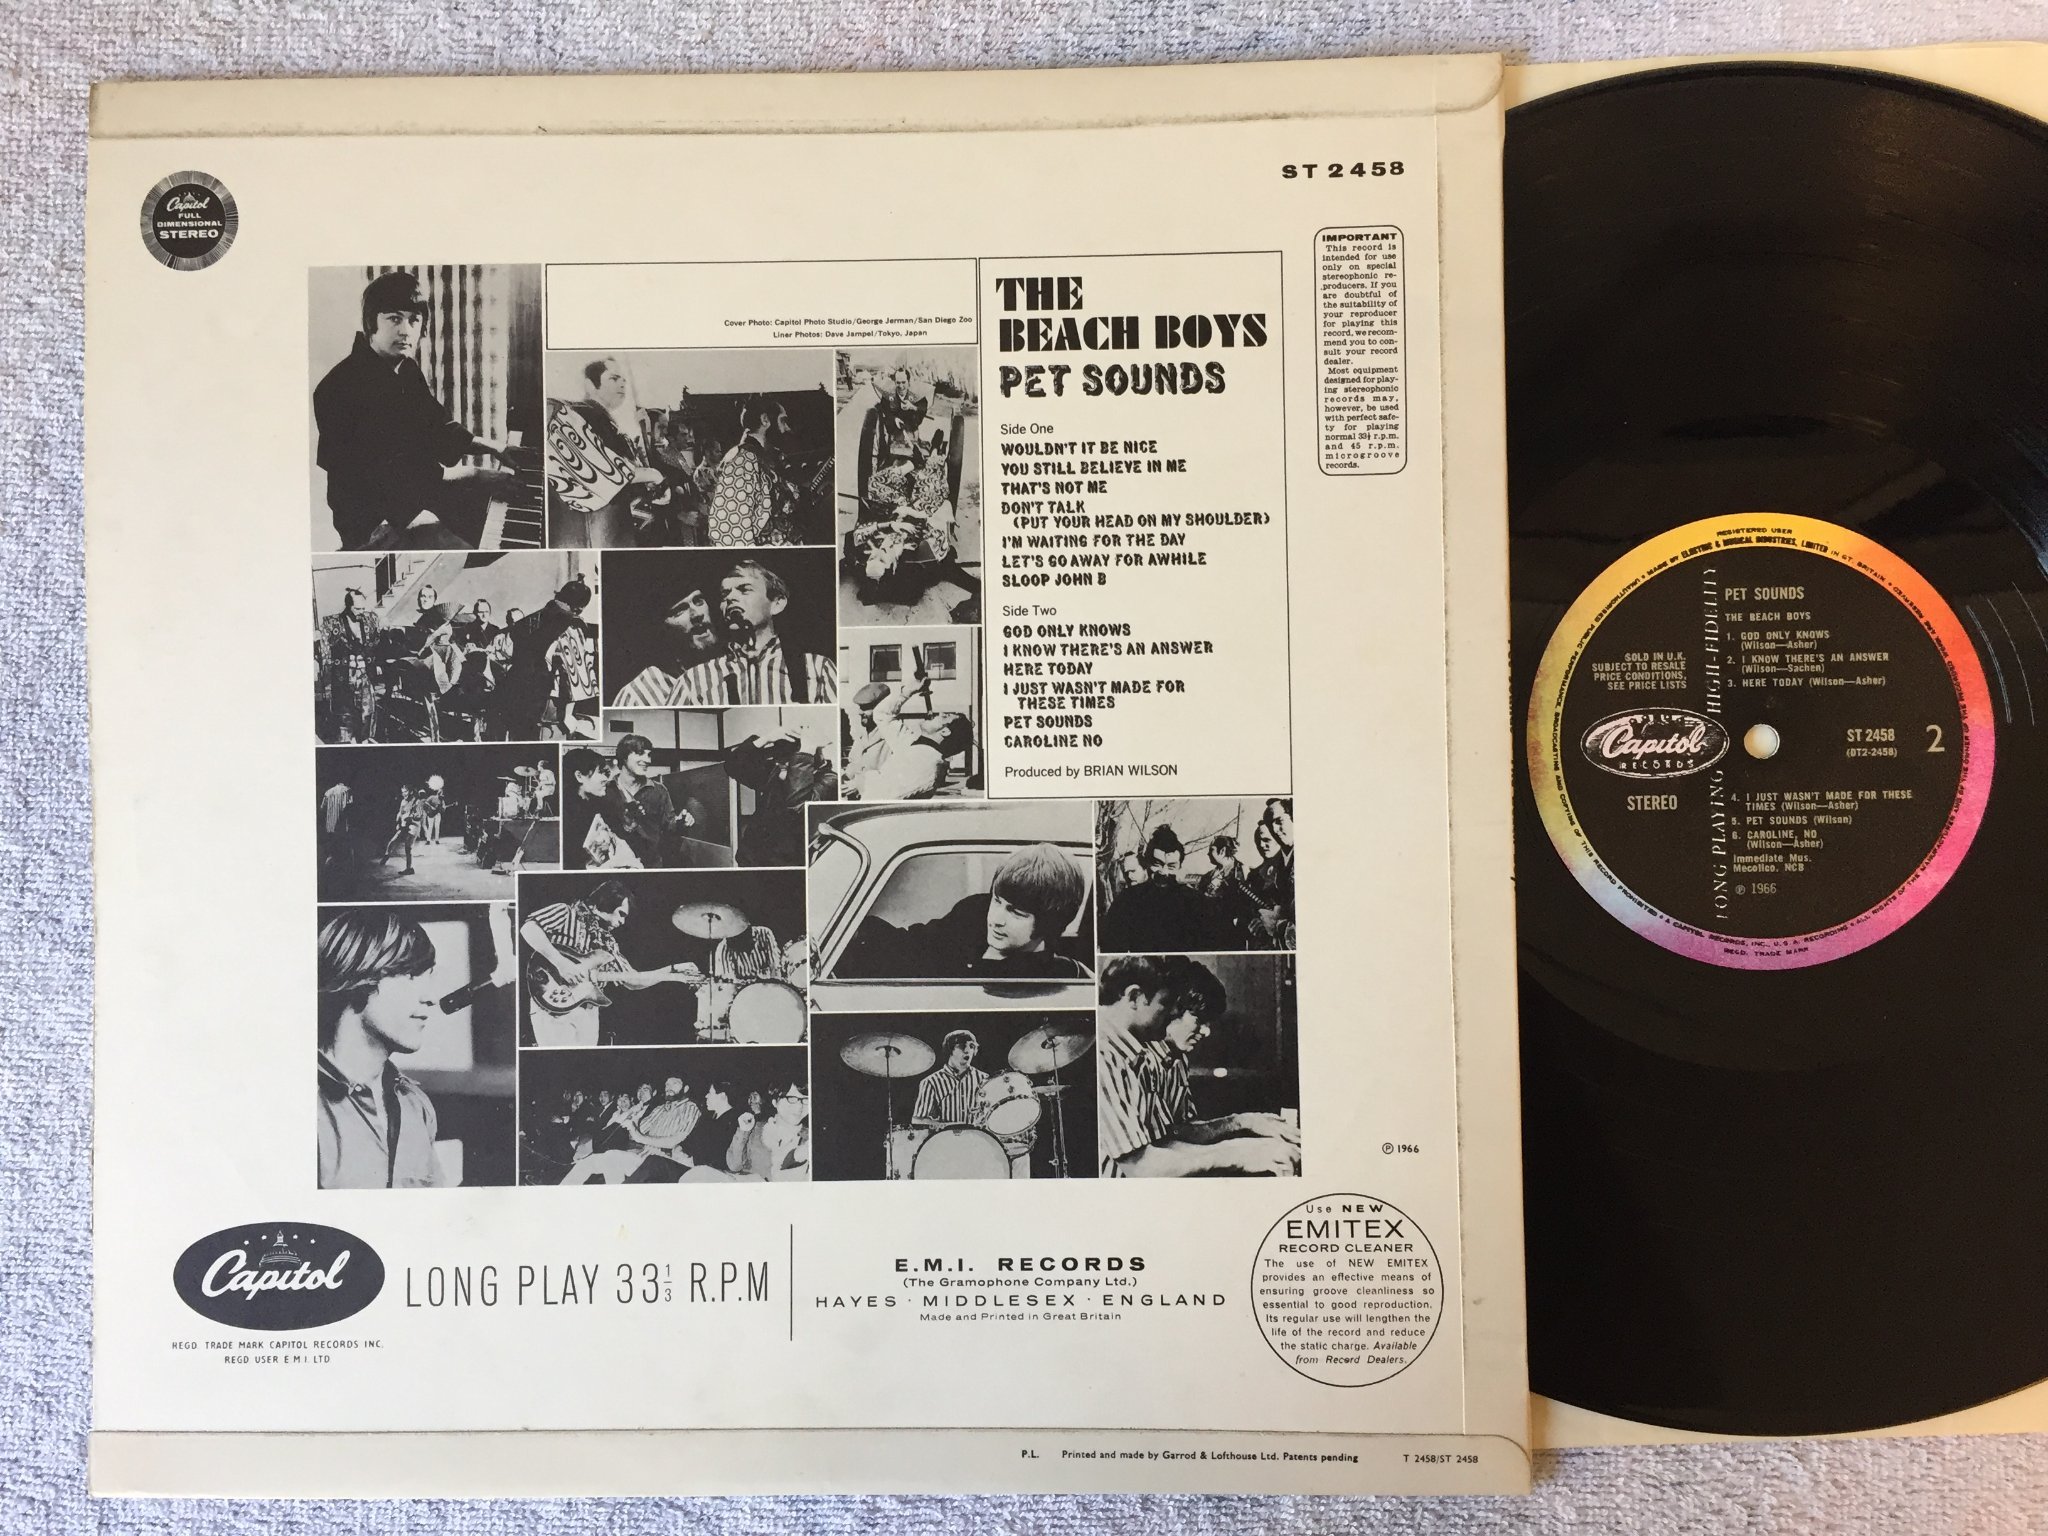 ST 2458
Capitol
FULL
DIMENSIONAL
STEREO
IMPORTANT
This record is
intended for use
only on special
stereophonic re-
producers. If you
are doubtful of
the suitability of
your reproducer
for playing this
record, we recom-
mend you to con-
sult your record
dealer.
Most equipment
designed for play-
ing stereophonic
records may,
however, be used
with perfect safe-
ty for playing
normal 33⅓ r.p.m.
and 45 r.p.m.
microgroove
records.
Cover Photo: Capitol Photo Studio/George Jerman/San Diego Zoo
Liner Photos: Dave Jampel/Tokyo, Japan
THE
BEACH BOYS
PET SOUNDS
Side One
WOULDN'T IT BE NICE
YOU STILL BELIEVE IN ME
THAT'S NOT ME
DON'T TALK
(PUT YOUR HEAD ON MY SHOULDER)
I'M WAITING FOR THE DAY
LET'S GO AWAY FOR AWHILE
SLOOP JOHN B
Side Two
GOD ONLY KNOWS
I KNOW THERE'S AN ANSWER
HERE TODAY
I JUST WASN'T MADE FOR
THESE TIMES
PET SOUNDS
CAROLINE NO
Produced by BRIAN WILSON
℗ 1966
Capitol
REGD. TRADE MARK CAPITOL RECORDS INC.
REGD USER E.M.I. LTD.
LONG PLAY 33⅓ R.P.M
E.M.I. RECORDS
(The Gramophone Company Ltd.)
HAYES · MIDDLESEX · ENGLAND
Made and Printed in Great Britain
Use NEW
EMITEX
RECORD CLEANER
The use of NEW EMITEX
provides an effective means of
ensuring groove cleanliness so
essential to good reproduction.
Its regular use will lengthen the
life of the record and reduce
the static charge. Available
from Record Dealers.
P.L. Printed and made by Garrod & Lofthouse Ltd. Patents pending T 2458/ST 2458
REGISTERED USER
MADE BY ELECTRIC & MUSICAL INDUSTRIES, LIMITED IN GT. BRITAIN
A CAPITOL RECORDS, INC., U.S.A. RECORDING
REGD. TRADE MARK
LONG PLAYING HIGH-FIDELITY
PET SOUNDS
THE BEACH BOYS
1. GOD ONLY KNOWS
(Wilson—Asher)
2. I KNOW THERE'S AN ANSWER
(Wilson—Sachen)
3. HERE TODAY (Wilson—Asher)
SOLD IN U.K.
SUBJECT TO RESALE
PRICE CONDITIONS,
SEE PRICE LISTS
Capitol
RECORDS
STEREO
ST 2458
(DT2-2458)
2
4. I JUST WASN'T MADE FOR THESE
TIMES (Wilson—Asher)
5. PET SOUNDS (Wilson)
6. CAROLINE, NO
(Wilson—Asher)
Immediate Mus.
Mecolico. NCB
℗ 1966